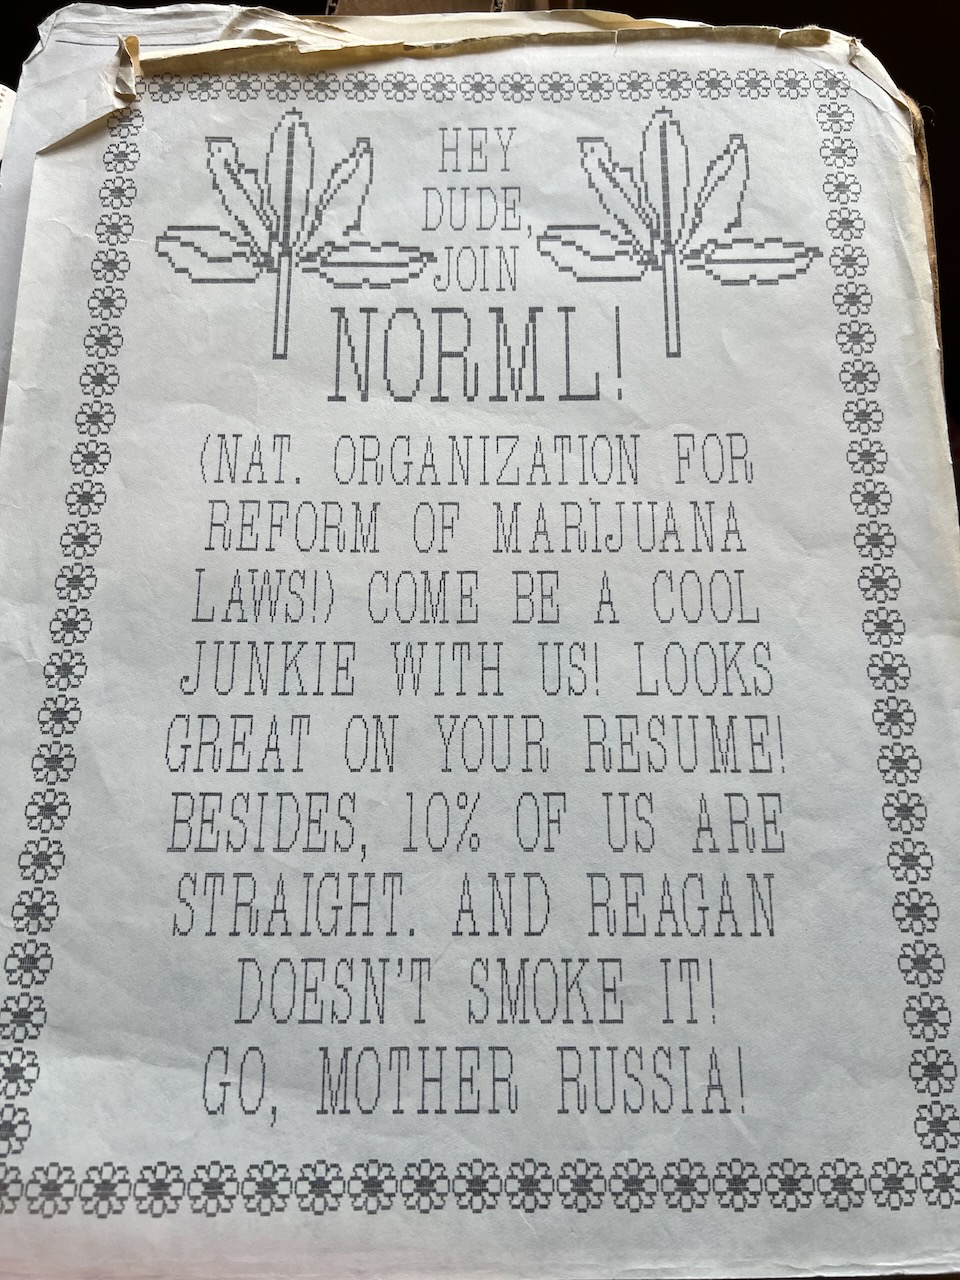 HEY
DUDE,
JOIN
NORML!
(NAT. ORGANIZATION FOR
REFORM OF MARIJUANA
LAWS!) COME BE A COOL
JUNKIE WITH US! LOOKS
GREAT ON YOUR RESUME!
BESIDES, 10% OF US ARE
STRAIGHT. AND REAGAN
DOESN'T SMOKE IT!
GO, MOTHER RUSSIA!